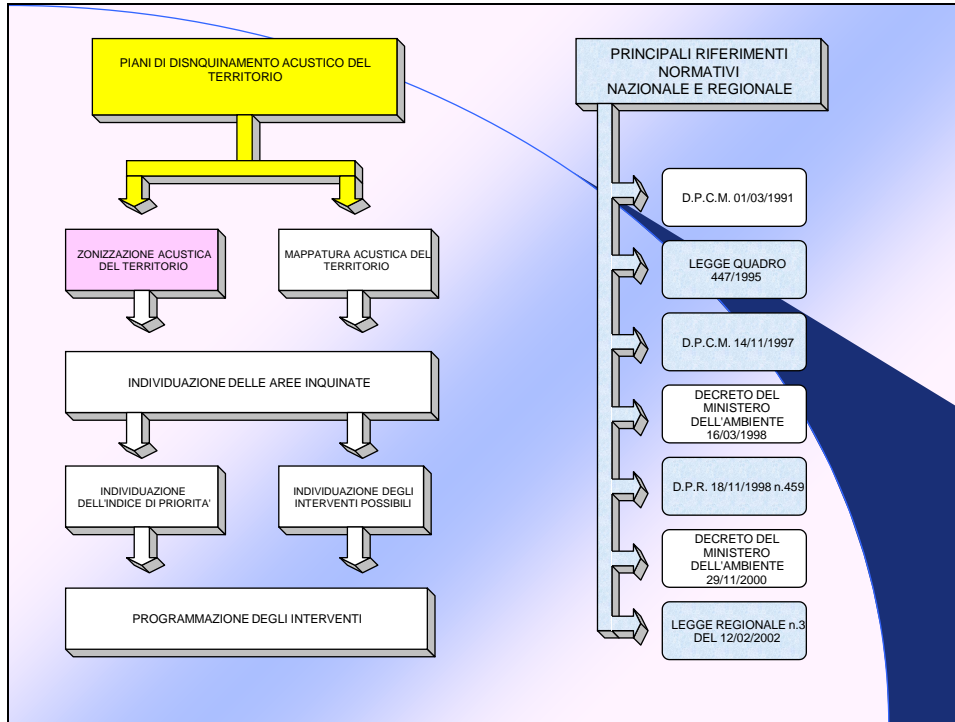 PIANI DI DISNQUINAMENTO ACUSTICO DEL
TERRITORIO
ZONIZZAZIONE ACUSTICA
DEL TERRITORIO
MAPPATURA ACUSTICA DEL
TERRITORIO
INDIVIDUAZIONE DELLE AREE INQUINATE
INDIVIDUAZIONE
DELL'INDICE DI PRIORITA'
INDIVIDUAZIONE DEGLI
INTERVENTI POSSIBILI
PROGRAMMAZIONE DEGLI INTERVENTI
PRINCIPALI RIFERIMENTI
NORMATIVI
NAZIONALE E REGIONALE
D.P.C.M. 01/03/1991
LEGGE QUADRO
447/1995
D.P.C.M. 14/11/1997
DECRETO DEL
MINISTERO
DELL'AMBIENTE
16/03/1998
D.P.R. 18/11/1998 n.459
DECRETO DEL
MINISTERO
DELL'AMBIENTE
29/11/2000
LEGGE REGIONALE n.3
DEL 12/02/2002